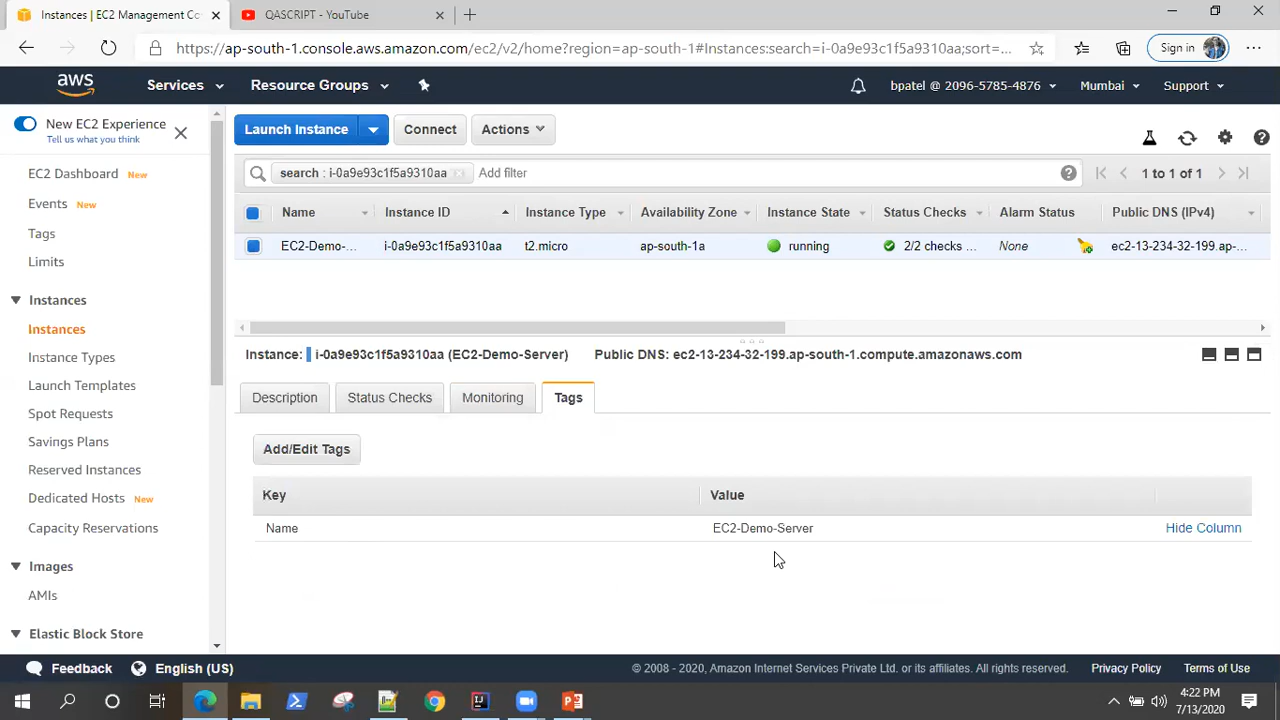 Instances | EC2 Management Co
QASCRIPT - YouTube
https://ap-south-1.console.aws.amazon.com/ec2/v2/home?region=ap-south-1#Instances:search=i-0a9e93c1f5a9310aa;sort=...
Sign in
aws
Services
Resource Groups
bpatel @ 2096-5785-4876
Mumbai
Support
New EC2 Experience
Tell us what you think
EC2 Dashboard New
Events New
Tags
Limits
Instances
Instances
Instance Types
Launch Templates
Spot Requests
Savings Plans
Reserved Instances
Dedicated Hosts New
Capacity Reservations
Images
AMIs
Elastic Block Store
Launch Instance
Connect
Actions
search : i-0a9e93c1f5a9310aa
Add filter
1 to 1 of 1
Name Instance ID Instance Type Availability Zone Instance State Status Checks Alarm Status Public DNS (IPv4)
EC2-Demo-... i-0a9e93c1f5a9310aa t2.micro ap-south-1a running 2/2 checks ... None ec2-13-234-32-199.ap-...
Instance: i-0a9e93c1f5a9310aa (EC2-Demo-Server) Public DNS: ec2-13-234-32-199.ap-south-1.compute.amazonaws.com
Description Status Checks Monitoring Tags
Add/Edit Tags
Key Value
Name EC2-Demo-Server Hide Column
Feedback English (US)
© 2008 - 2020, Amazon Internet Services Private Ltd. or its affiliates. All rights reserved. Privacy Policy Terms of Use
4:22 PM
7/13/2020